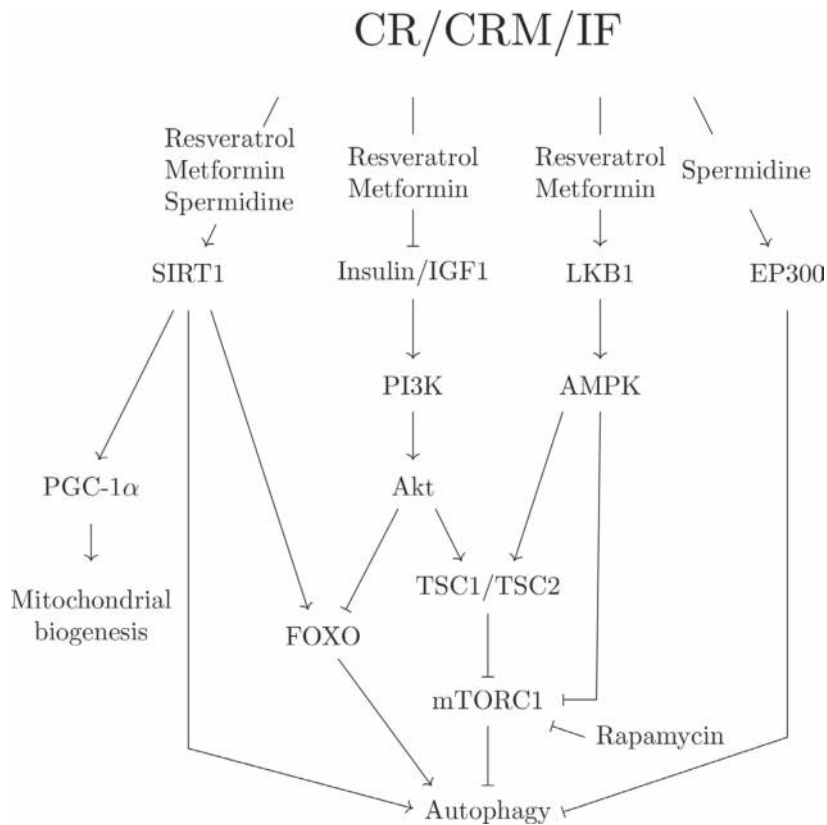 CR/CRM/IF
Resveratrol
Metformin
Spermidine
Resveratrol
Metformin
Resveratrol
Metformin
Spermidine
SIRT1
Insulin/IGF1
LKB1
EP300
PI3K
AMPK
PGC-1α
Akt
Mitochondrial
biogenesis
TSC1/TSC2
FOXO
mTORC1
Rapamycin
Autophagy